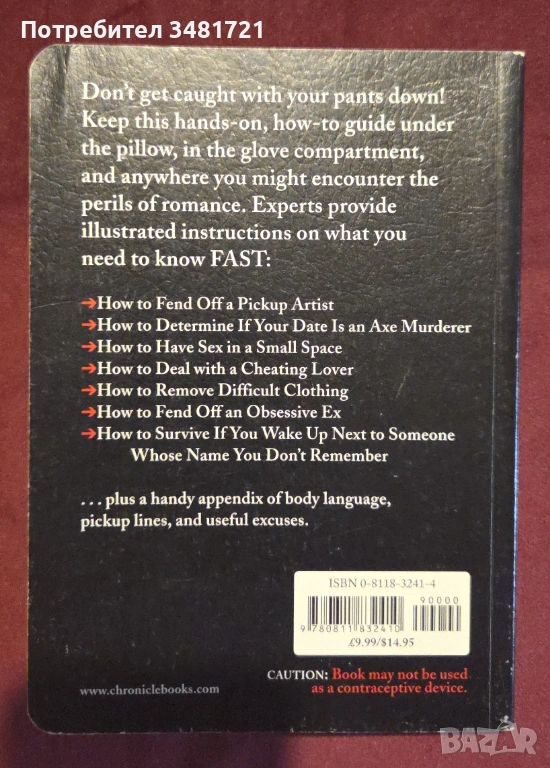 Потребител 3481721
Don't get caught with your pants down!
Keep this hands-on, how-to guide under
the pillow, in the glove compartment,
and anywhere you might encounter the
perils of romance. Experts provide
illustrated instructions on what you
need to know FAST:
➔How to Fend Off a Pickup Artist
➔How to Determine If Your Date Is an Axe Murderer
➔How to Have Sex in a Small Space
➔How to Deal with a Cheating Lover
➔How to Remove Difficult Clothing
➔How to Fend Off an Obsessive Ex
➔How to Survive If You Wake Up Next to Someone
Whose Name You Don't Remember
. . . plus a handy appendix of body language,
pickup lines, and useful excuses.
ISBN 0-8118-3241-4
90000
9 780811 832410
£9.99/$14.95
CAUTION: Book may not be used
as a contraceptive device.
www.chroniclebooks.com
BAZAR